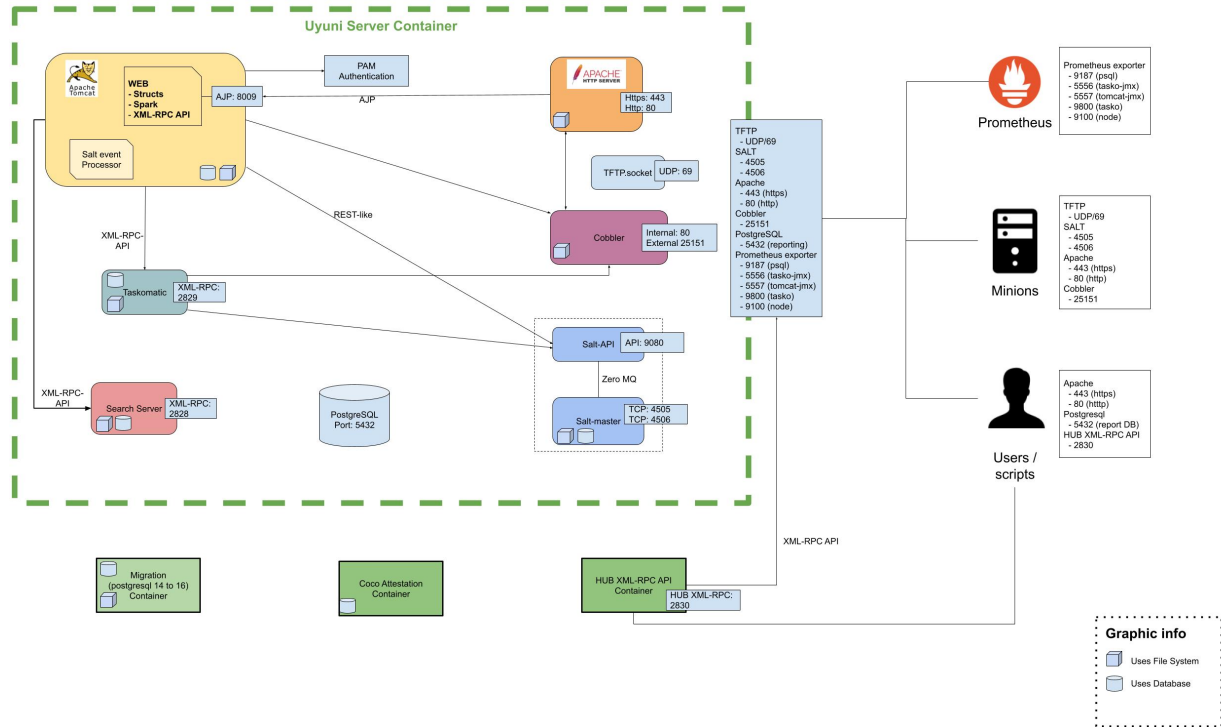 Uyuni Server Container
Apache
Tomcat
WEB
- Structs
- Spark
- XML-RPC API
AJP: 8009
Salt event
Processor
PAM
Authentication
AJP
APACHE
HTTP SERVER
Https: 443
Http: 80
TFTP.socket
UDP: 69
REST-like
Cobbler
Internal: 80
External 25151
XML-RPC-
API
Taskomatic
XML-RPC:
2829
Salt-API
API: 9080
Zero MQ
Salt-master
TCP: 4505
TCP: 4506
XML-RPC-
API
Search Server
XML-RPC:
2828
PostgreSQL
Port: 5432
TFTP
- UDP/69
SALT
- 4505
- 4506
Apache
- 443 (https)
- 80 (http)
Cobbler
- 25151
PostgreSQL
- 5432 (reporting)
Prometheus exporter
- 9187 (psql)
- 5556 (tasko-jmx)
- 5557 (tomcat-jmx)
- 9800 (tasko)
- 9100 (node)
Prometheus
Prometheus exporter
- 9187 (psql)
- 5556 (tasko-jmx)
- 5557 (tomcat-jmx)
- 9800 (tasko)
- 9100 (node)
Minions
TFTP
- UDP/69
SALT
- 4505
- 4506
Apache
- 443 (https)
- 80 (http)
Cobbler
- 25151
Users /
scripts
Apache
- 443 (https)
- 80 (htttp)
Postgresql
- 5432 (report DB)
HUB XML-RPC API
- 2830
XML-RPC API
Migration
(postgresql 14 to 16)
Container
Coco Attestation
Container
HUB XML-RPC API
Container
HUB XML-RPC:
2830
Graphic info
Uses File System
Uses Database